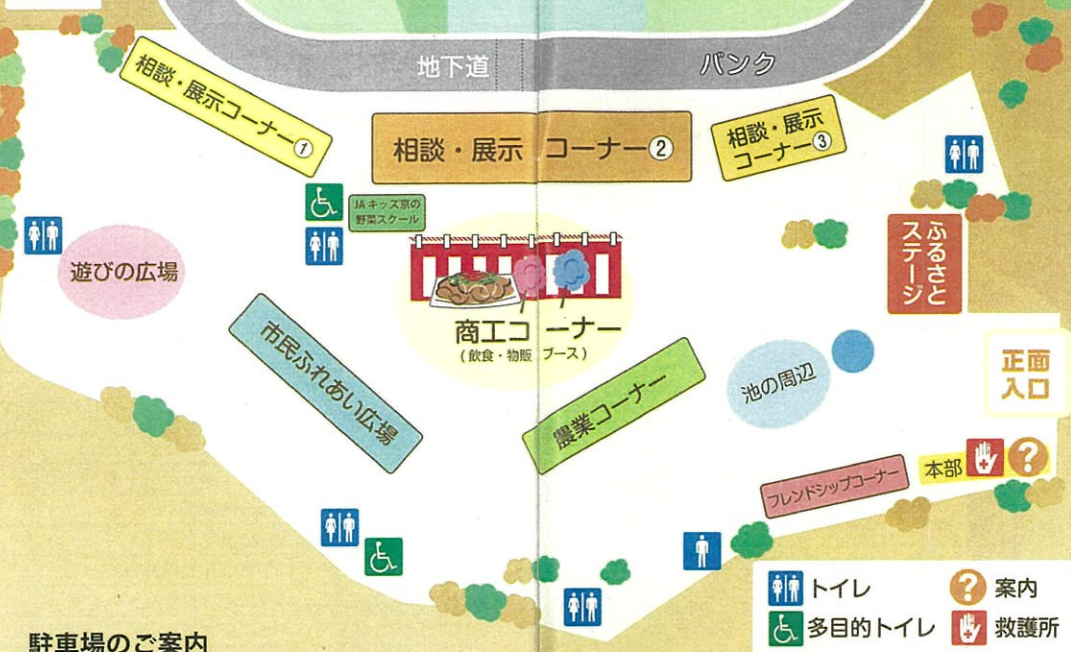 地下道
バンク
相談・展示コーナー①
相談・展示コーナー②
相談・展示
コーナー③
JAキッズ京の
野菜スクール
遊びの広場
ふるさと
ステージ
商工コーナー
(飲食・物販ブース)
市民ふれあい広場
農業コーナー
池の周辺
正面
入口
フレンドシップコーナー
本部
?
トイレ
? 案内
多目的トイレ
救護所
駐車場のご案内